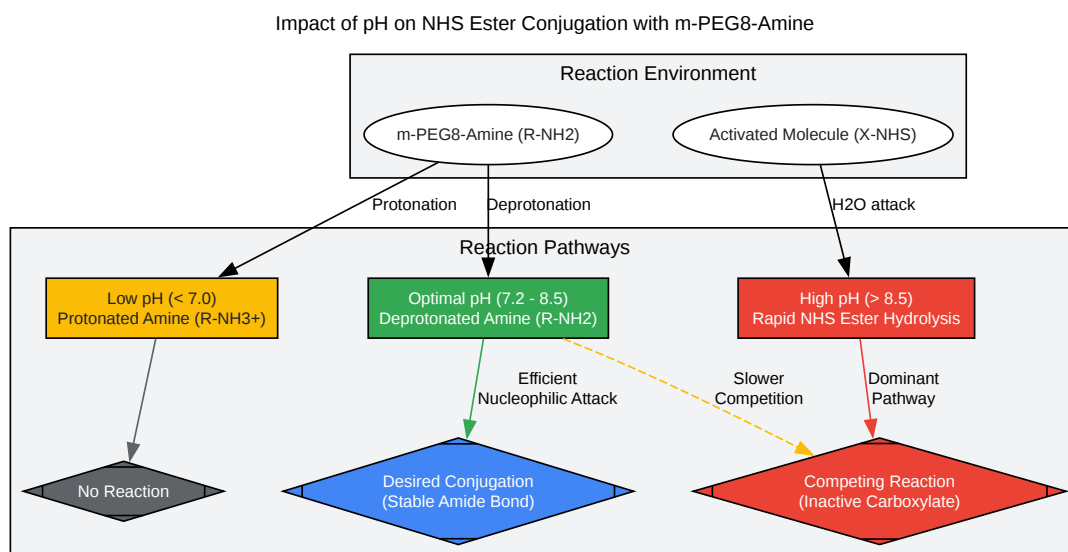 Impact of pH on NHS Ester Conjugation with m-PEG8-Amine
Reaction Environment
m-PEG8-Amine (R-NH2)
Activated Molecule (X-NHS)
Protonation
Deprotonation
H2O attack
Reaction Pathways
Low pH (< 7.0)
Protonated Amine (R-NH3+)
Optimal pH (7.2 - 8.5)
Deprotonated Amine (R-NH2)
High pH (> 8.5)
Rapid NHS Ester Hydrolysis
Efficient
Nucleophilic Attack
Slower
Competition
Dominant
Pathway
No Reaction
Desired Conjugation
(Stable Amide Bond)
Competing Reaction
(Inactive Carboxylate)